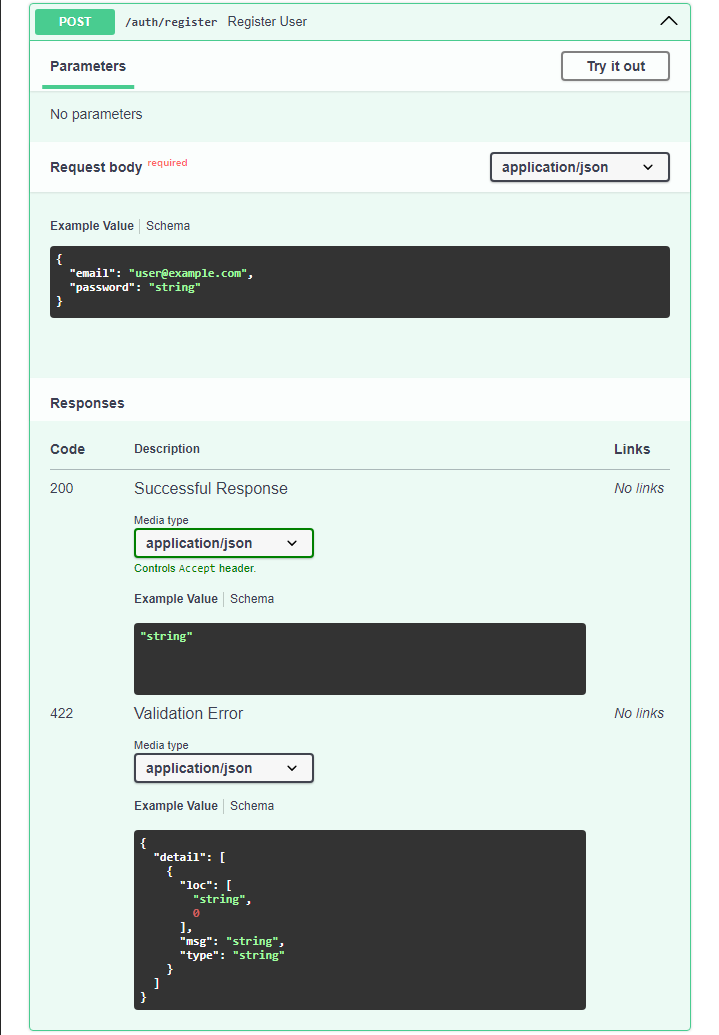 POST /auth/register Register User
Parameters Try it out
No parameters
Request body required application/json
Example Value Schema
{
  "email": "user@example.com",
  "password": "string"
}
Responses
Code Description Links
200 Successful Response No links
Media type
application/json
Controls Accept header.
Example Value Schema
"string"
422 Validation Error No links
Media type
application/json
Example Value Schema
{
  "detail": [
    {
      "loc": [
        "string",
        0
      ],
      "msg": "string",
      "type": "string"
    }
  ]
}